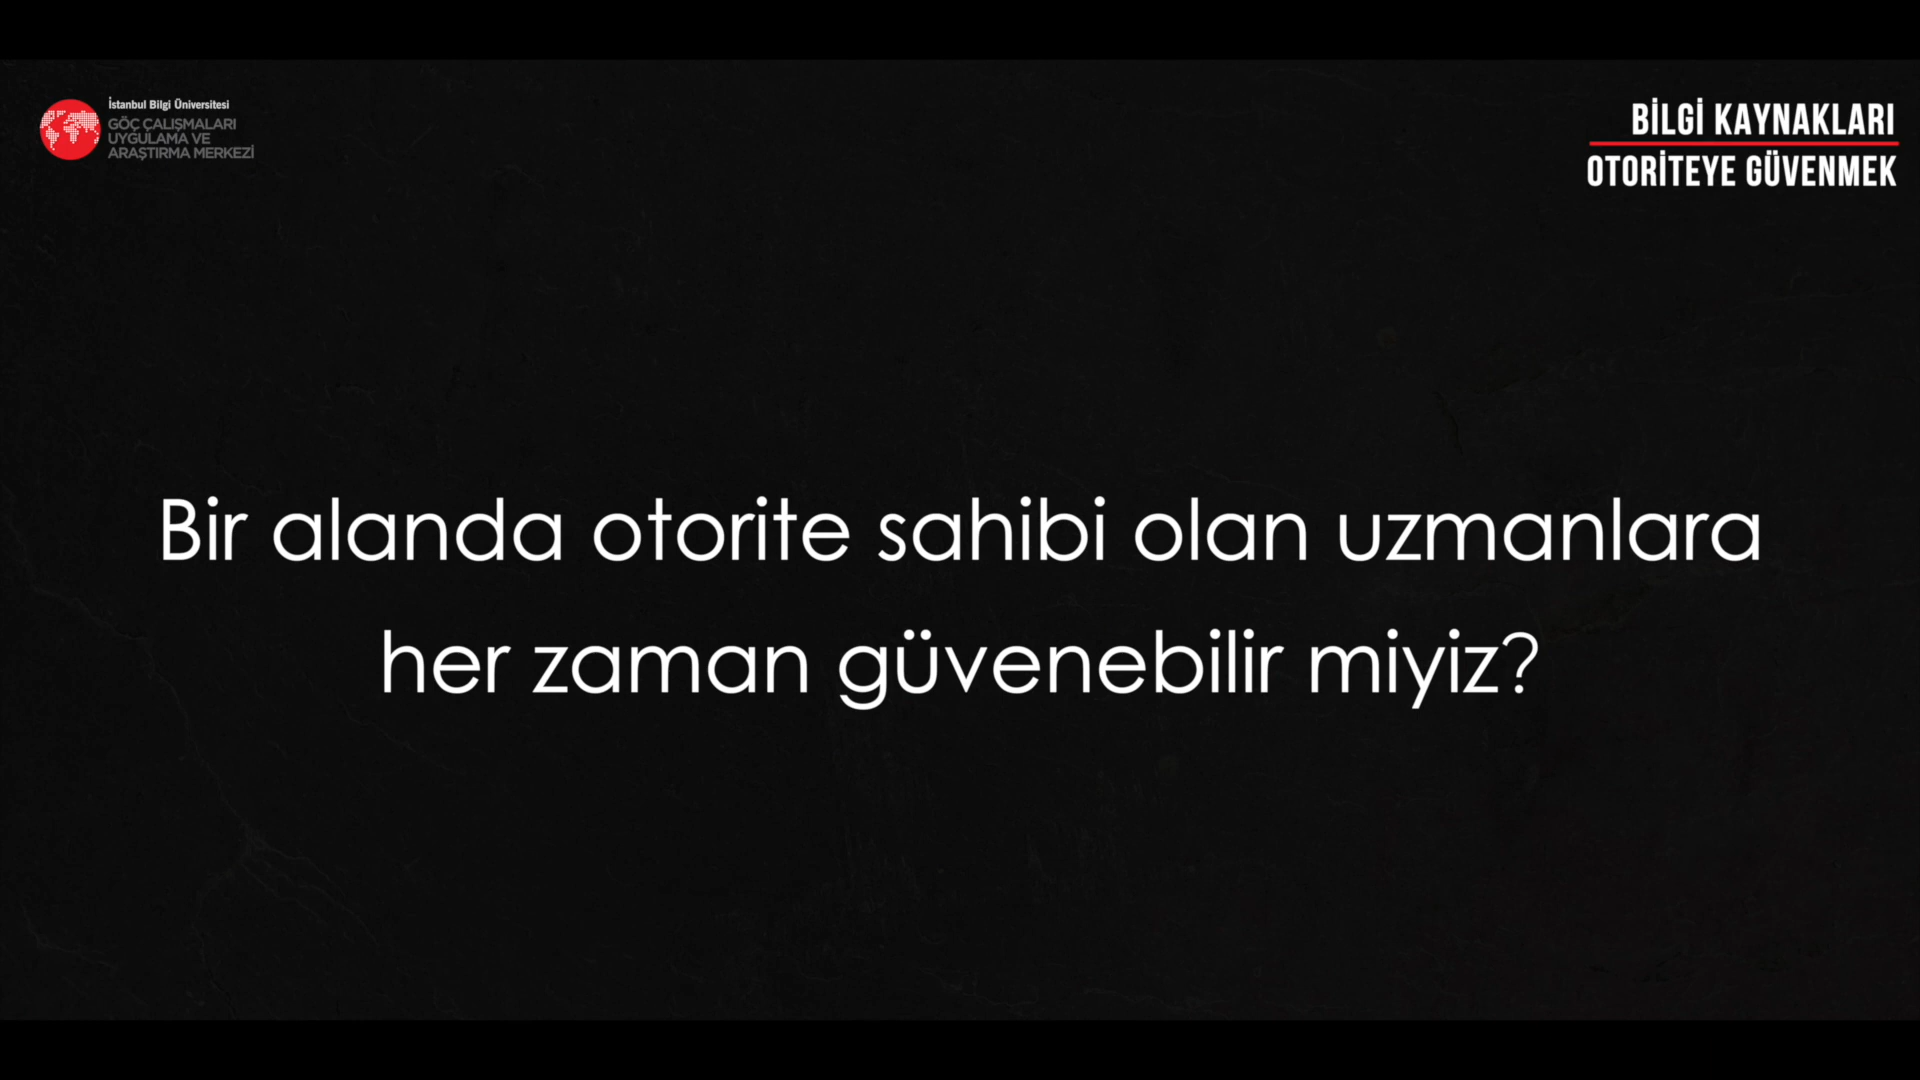 İstanbul Bilgi Üniversitesi
GÖÇ ÇALIŞMALARI
UYGULAMA VE
ARAŞTIRMA MERKEZİ
BİLGİ KAYNAKLARI
OTORİTEYE GÜVENMEK
Bir alanda otorite sahibi olan uzmanlara
her zaman güvenebilir miyiz?